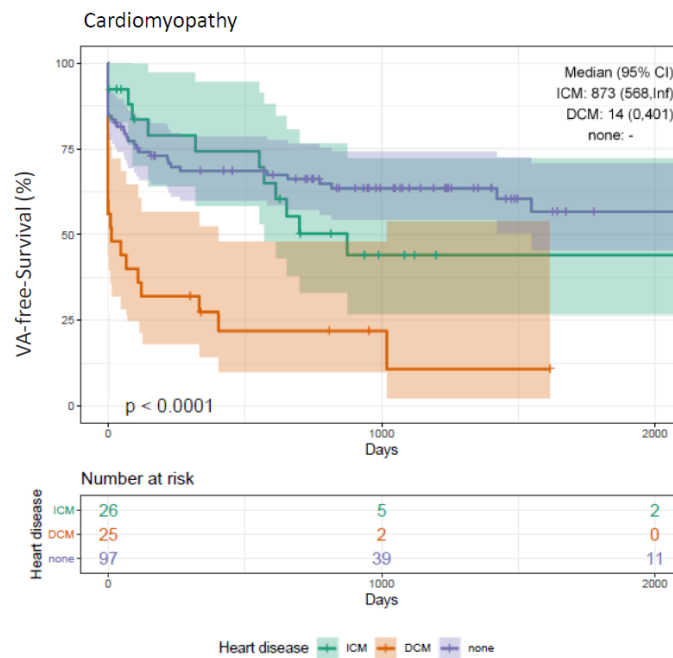 Cardiomyopathy
Median (95% CI)
ICM: 873 (568,Inf)
DCM: 14 (0,401)
none: -
100
75
50
25
0
VA-free-Survival (%)
p < 0.0001
0 1000 2000
Days
Number at risk
Heart disease
ICM 26 5 2
DCM 25 2 0
none 97 39 11
0 1000 2000
Days
Heart disease ICM DCM none